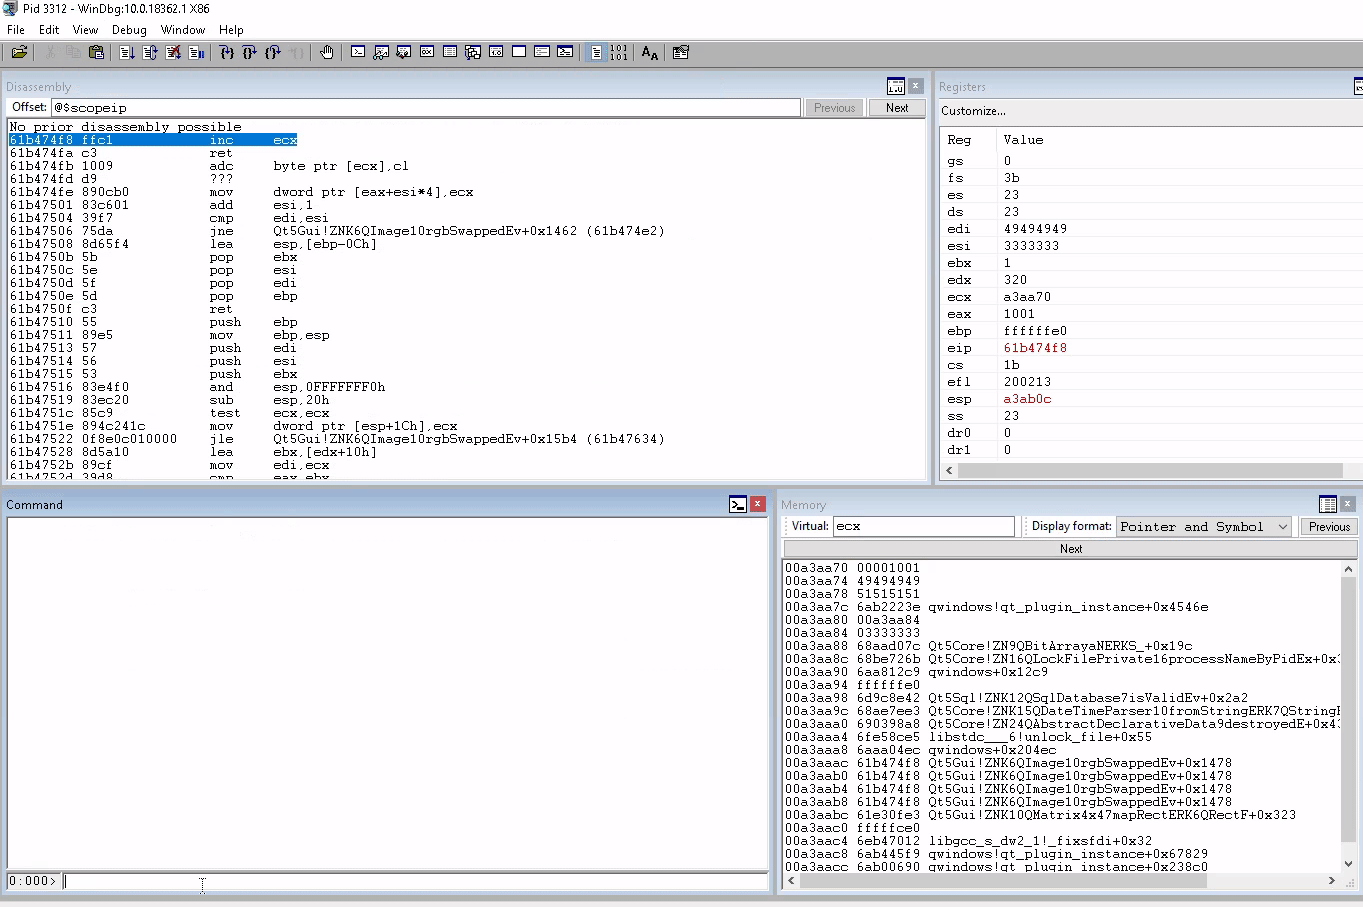 Pid 3312 - WinDbg:10.0.18362.1 X86
File Edit View Debug Window Help
Disassembly
Offset: @$scopeip Previous Next
No prior disassembly possible
61b474f8 ffc1 inc ecx
61b474fa c3 ret
61b474fb 1009 adc byte ptr [ecx],cl
61b474fd d9 ???
61b474fe 890cb0 mov dword ptr [eax+esi*4],ecx
61b47501 83c601 add esi,1
61b47504 39f7 cmp edi,esi
61b47506 75da jne Qt5Gui!ZNK6QImage10rgbSwappedEv+0x1462 (61b474e2)
61b47508 8d65f4 lea esp,[ebp-0Ch]
61b4750b 5b pop ebx
61b4750c 5e pop esi
61b4750d 5f pop edi
61b4750e 5d pop ebp
61b4750f c3 ret
61b47510 55 push ebp
61b47511 89e5 mov ebp,esp
61b47513 57 push edi
61b47514 56 push esi
61b47515 53 push ebx
61b47516 83e4f0 and esp,0FFFFFFF0h
61b47519 83ec20 sub esp,20h
61b4751c 85c9 test ecx,ecx
61b4751e 894c241c mov dword ptr [esp+1Ch],ecx
61b47522 0f8e0c010000 jle Qt5Gui!ZNK6QImage10rgbSwappedEv+0x15b4 (61b47634)
61b47528 8d5a10 lea ebx,[edx+10h]
61b4752b 89cf mov edi,ecx
61b4752d 39d8 cmp eax,ebx
Registers
Customize...
Reg Value
gs 0
fs 3b
es 23
ds 23
edi 49494949
esi 3333333
ebx 1
edx 320
ecx a3aa70
eax 1001
ebp ffffffe0
eip 61b474f8
cs 1b
efl 200213
esp a3ab0c
ss 23
dr0 0
dr1 0
Command
0:000>
Memory
Virtual: ecx Display format: Pointer and Symbol Previous
Next
00a3aa70 00001001
00a3aa74 49494949
00a3aa78 51515151
00a3aa7c 6ab2223e qwindows!qt_plugin_instance+0x4546e
00a3aa80 00a3aa84
00a3aa84 03333333
00a3aa88 68aad07c Qt5Core!ZN9QBitArrayaNERKS_+0x19c
00a3aa8c 68be726b Qt5Core!ZN16QLockFilePrivate16processNameByPidEx+0x
00a3aa90 6aa812c9 qwindows+0x12c9
00a3aa94 ffffffe0
00a3aa98 6d9c8e42 Qt5Sql!ZNK12QSqlDatabase7isValidEv+0x2a2
00a3aa9c 68ae7ee3 Qt5Core!ZNK15QDateTimeParser10fromStringERK7QString
00a3aaa0 690398a8 Qt5Core!ZN24QAbstractDeclarativeData9destroyedE+0x4
00a3aaa4 6fe58ce5 libstdc___6!unlock_file+0x55
00a3aaa8 6aaa04ec qwindows+0x204ec
00a3aaac 61b474f8 Qt5Gui!ZNK6QImage10rgbSwappedEv+0x1478
00a3aab0 61b474f8 Qt5Gui!ZNK6QImage10rgbSwappedEv+0x1478
00a3aab4 61b474f8 Qt5Gui!ZNK6QImage10rgbSwappedEv+0x1478
00a3aab8 61b474f8 Qt5Gui!ZNK6QImage10rgbSwappedEv+0x1478
00a3aabc 61e30fe3 Qt5Gui!ZNK10QMatrix4x47mapRectERK6QRectF+0x323
00a3aac0 fffffce0
00a3aac4 6eb47012 libgcc_s_dw2_1!_fixsfdi+0x32
00a3aac8 6ab445f9 qwindows!qt_plugin_instance+0x67829
00a3aacc 6ab00690 qwindows!qt_plugin_instance+0x238c0